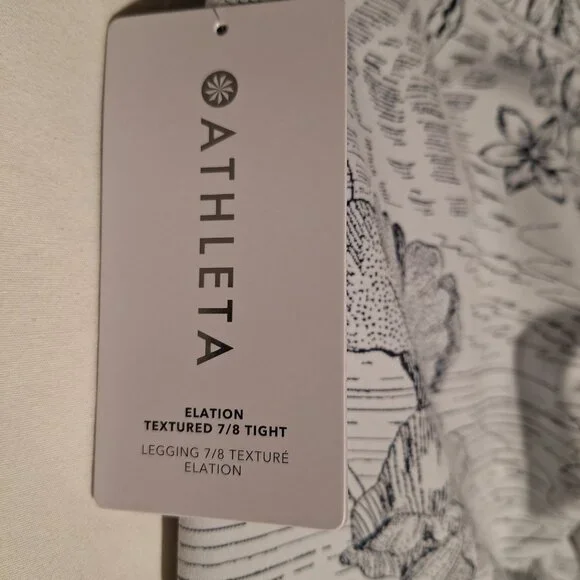 ATHLETA
ELATION
TEXTURED 7/8 TIGHT
LEGGING 7/8 TEXTURÉ
ELATION